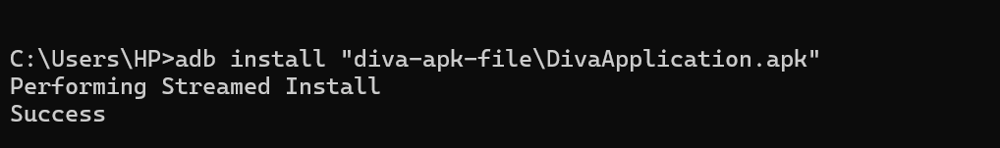 C:\Users\HP>adb install "diva-apk-file\DivaApplication.apk"
Performing Streamed Install
Success